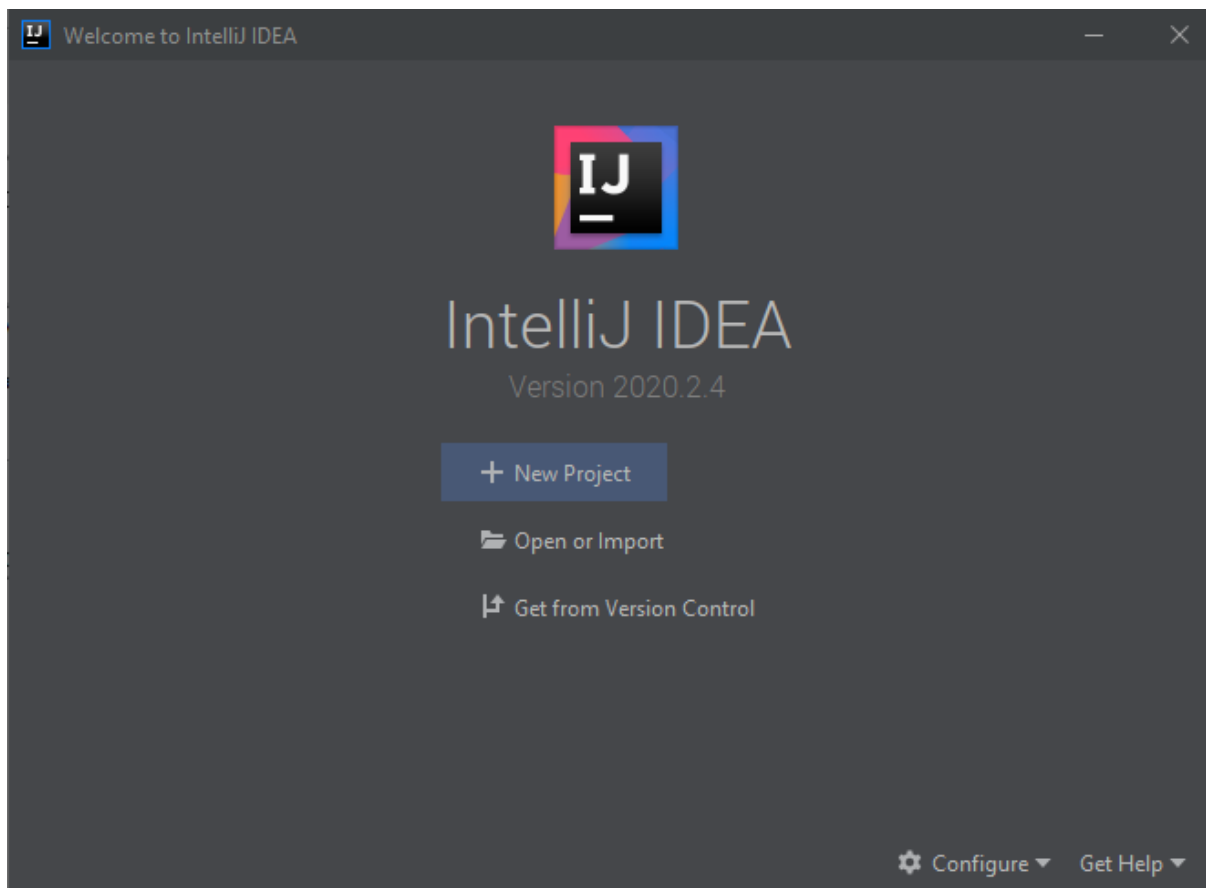 IJ Welcome to IntelliJ IDEA
IJ
IntelliJ IDEA
Version 2020.2.4
New Project
Open or Import
Get from Version Control
Configure Get Help